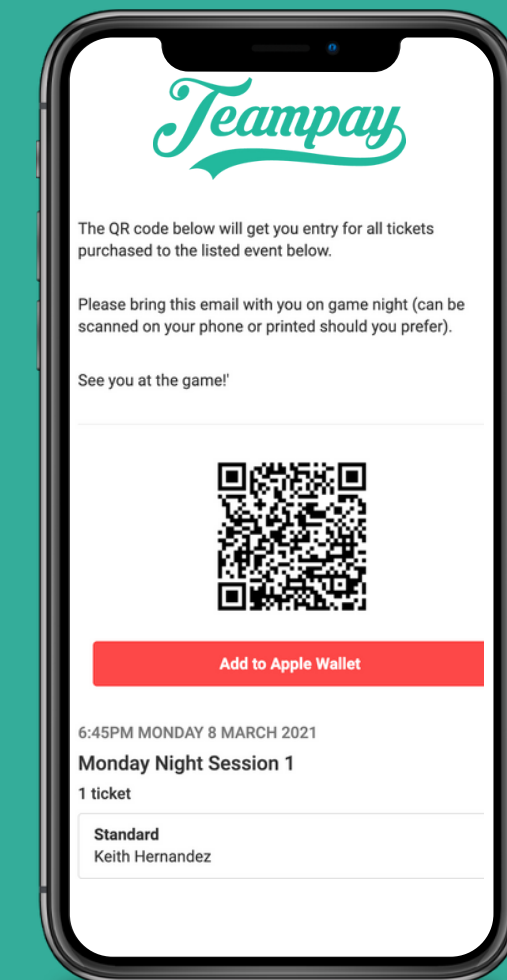 Teampay
The QR code below will get you entry for all tickets
purchased to the listed event below.
Please bring this email with you on game night (can be
scanned on your phone or printed should you prefer).
See you at the game!'
Add to Apple Wallet
6:45PM MONDAY 8 MARCH 2021
Monday Night Session 1
1 ticket
Standard
Keith Hernandez